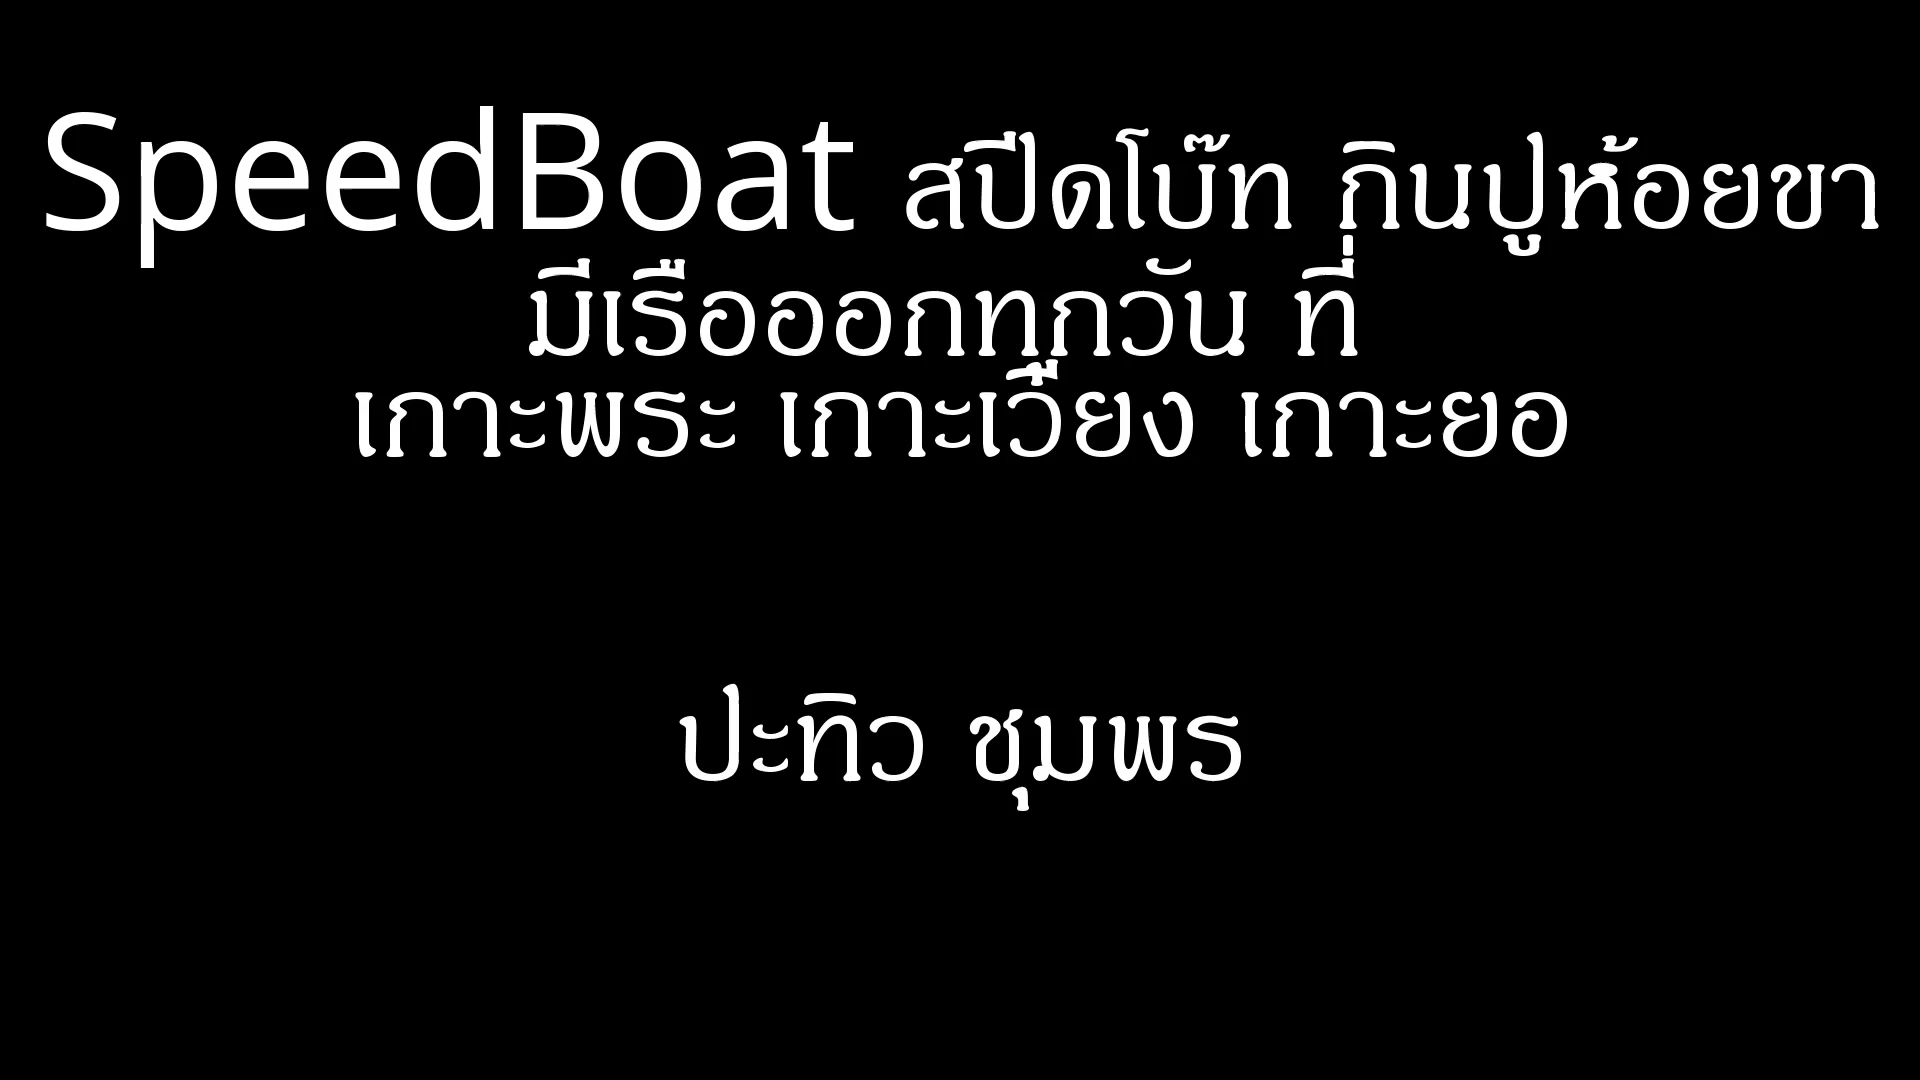 SpeedBoat สปีดโบ๊ท กินปูห้อยขา
มีเรือออกทุกวัน ที่
เกาะพระ เกาะเวียง เกาะยอ
ปะทิว ชุมพร